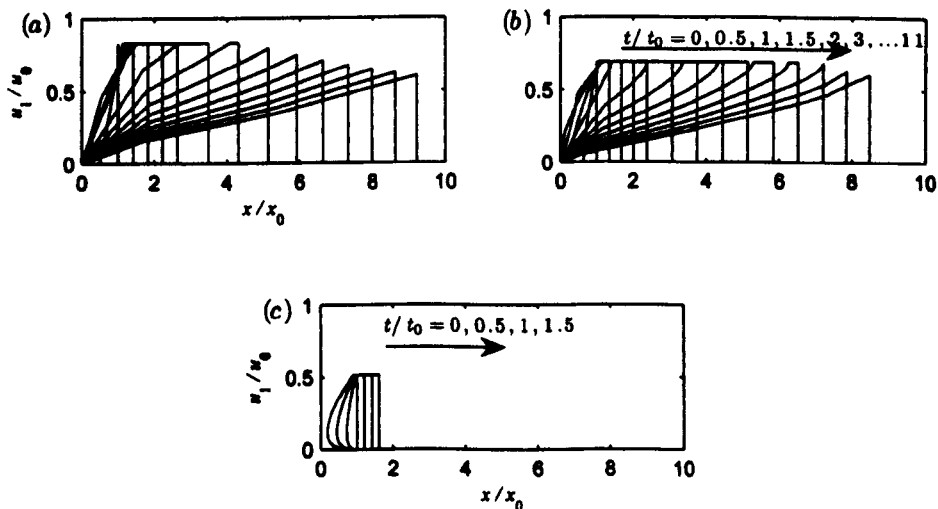 (a)
1
0.5
0
u₁/u₀
0 2 4 6 8 10
x/x₀
(b)
t/t₀ = 0, 0.5, 1, 1.5, 2, 3, ...11
1
0.5
0
u₁/u₀
0 2 4 6 8 10
x/x₀
(c)
t/t₀ = 0, 0.5, 1, 1.5
1
0.5
0
u₁/u₀
0 2 4 6 8 10
x/x₀